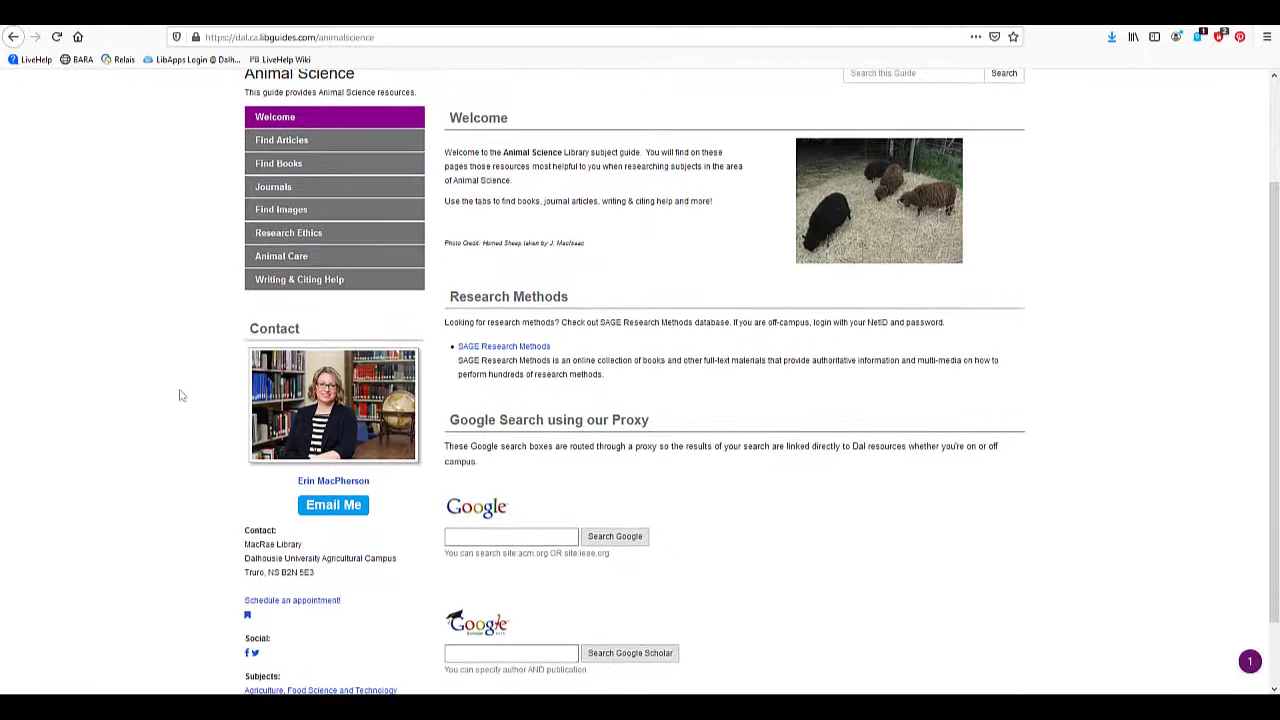 https://dal.ca.libguides.com/animalscience
LiveHelp
BARA
Relais
LibApps Login @ Dalh...
PB LiveHelp Wiki
1
2
Animal Science
Search this Guide
Search
This guide provides Animal Science resources.
Welcome
Find Articles
Find Books
Journals
Find Images
Research Ethics
Animal Care
Writing & Citing Help
Contact
Erin MacPherson
Email Me
Contact:
MacRae Library
Dalhousie University Agricultural Campus
Truro, NS B2N 5E3
Schedule an appointment!
Social:
Subjects:
Agriculture, Food Science and Technology
Welcome
Welcome to the Animal Science Library subject guide. You will find on these
pages those resources most helpful to you when researching subjects in the area
of Animal Science.
Use the tabs to find books, journal articles, writing & citing help and more!
Photo Credit: Horned Sheep taken by J. MacIsaac
Research Methods
Looking for research methods? Check out SAGE Research Methods database. If you are off-campus, login with your NetID and password.
SAGE Research Methods
SAGE Research Methods is an online collection of books and other full-text materials that provide authoritative information and multi-media on how to
perform hundreds of research methods.
Google Search using our Proxy
These Google search boxes are routed through a proxy so the results of your search are linked directly to Dal resources whether you're on or off
campus.
Google
Search Google
You can search site:acm.org OR site:ieee.org
Google
Scholar
Search Google Scholar
You can specify author AND publication
1